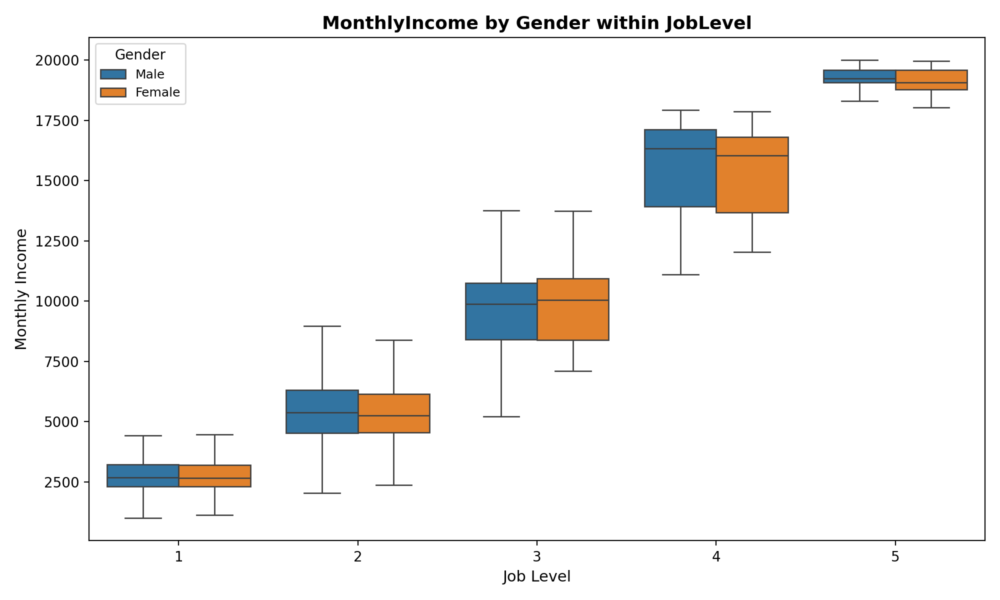 MonthlyIncome by Gender within JobLevel
Gender
Male
Female
20000
17500
15000
12500
10000
7500
5000
2500
Monthly Income
1
2
3
4
5
Job Level